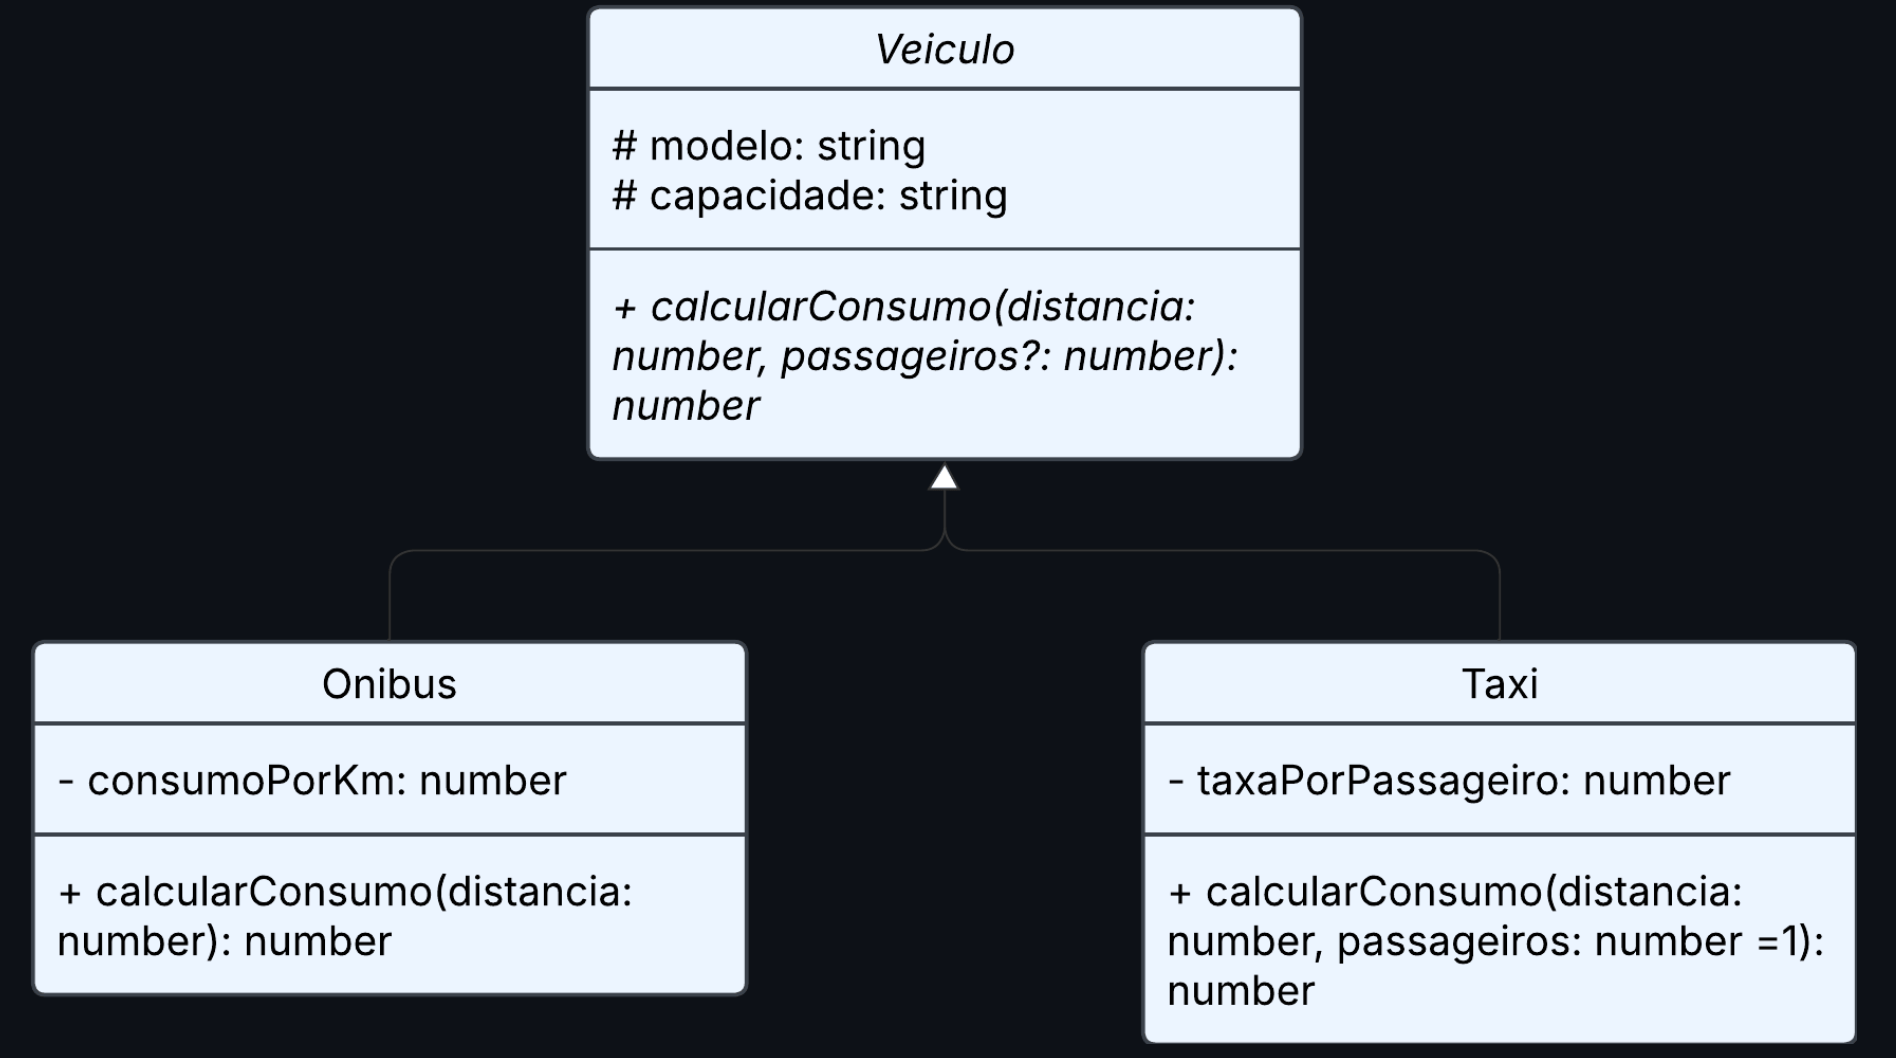 Veiculo
# modelo: string
# capacidade: string
+ calcularConsumo(distancia:
number, passageiros?: number):
number
Onibus
- consumoPorKm: number
+ calcularConsumo(distancia:
number): number
Taxi
- taxaPorPassageiro: number
+ calcularConsumo(distancia:
number, passageiros: number =1):
number